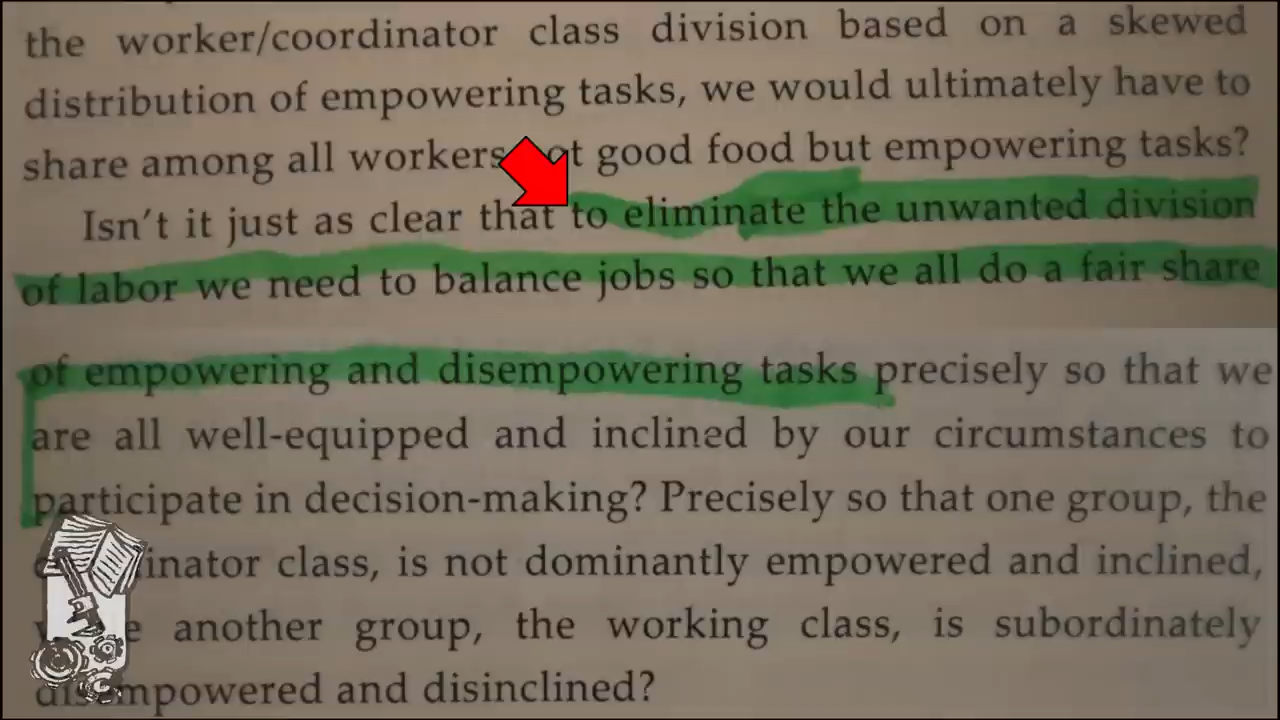 the worker/coordinator class division based on a skewed
distribution of empowering tasks, we would ultimately have to
share among all workers good food but empowering tasks?
Isn't it just as clear that to eliminate the unwanted division
of labor we need to balance jobs so that we all do a fair share
of empowering and disempowering tasks precisely so that we
are all well-equipped and inclined by our circumstances to
participate in decision-making? Precisely so that one group, the
class, is not dominantly empowered and inclined,
another group, the working class, is subordinately
disempowered and disinclined?